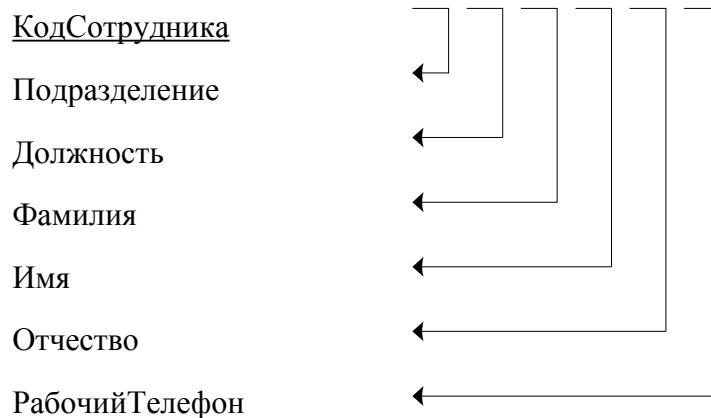 КодСотрудника
Подразделение
Должность
Фамилия
Имя
Отчество
РабочийТелефон